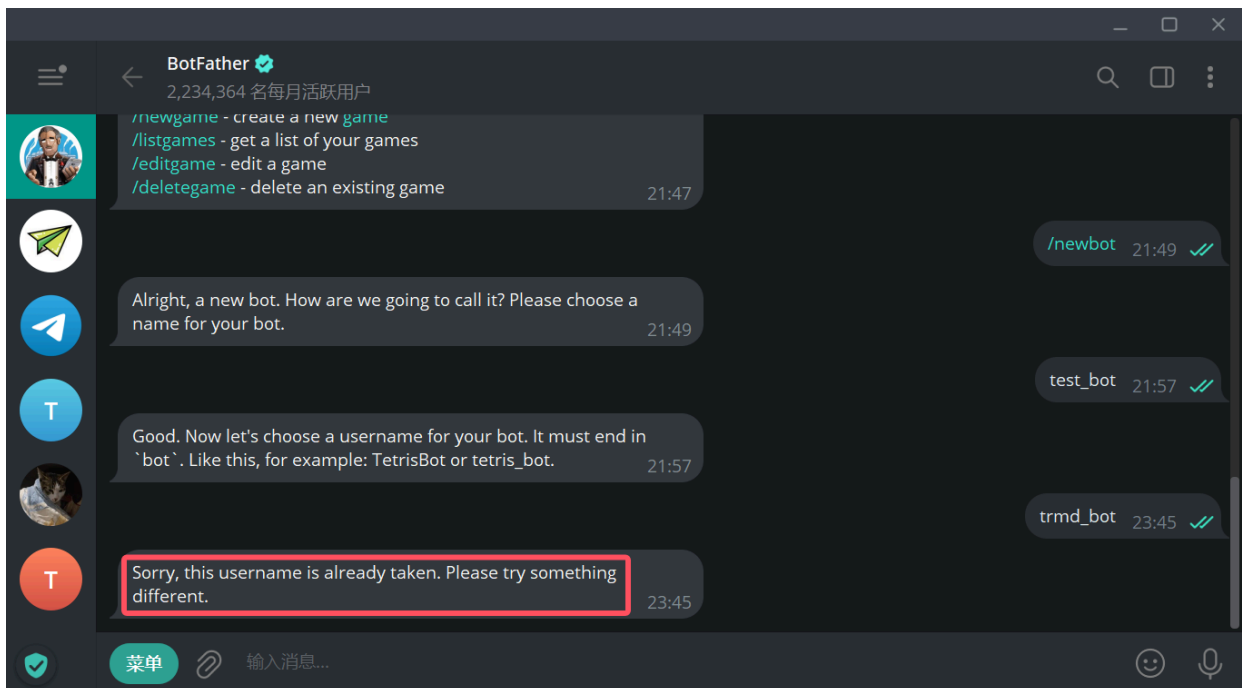 BotFather
2,234,364 名每月活跃用户
/newgame - create a new game
/listgames - get a list of your games
/editgame - edit a game
/deletegame - delete an existing game
21:47
/newbot 21:49
Alright, a new bot. How are we going to call it? Please choose a
name for your bot.
21:49
test_bot 21:57
Good. Now let's choose a username for your bot. It must end in
`bot`. Like this, for example: TetrisBot or tetris_bot.
21:57
trmd_bot 23:45
Sorry, this username is already taken. Please try something
different.
23:45
T
T
菜单
输入消息...